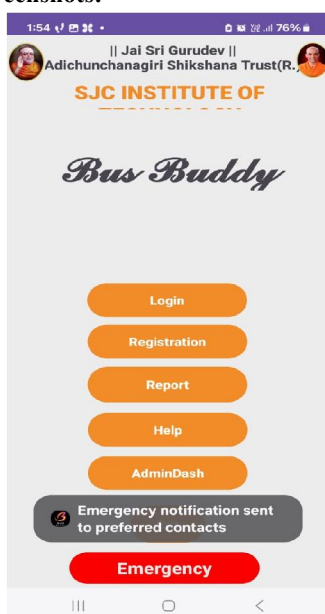 eenshots:
1:54
76%
|| Jai Sri Gurudev ||
Adichunchanagiri Shikshana Trust(R.)
SJC INSTITUTE OF
Bus Buddy
Login
Registration
Report
Help
AdminDash
Emergency notification sent
to preferred contacts
Emergency